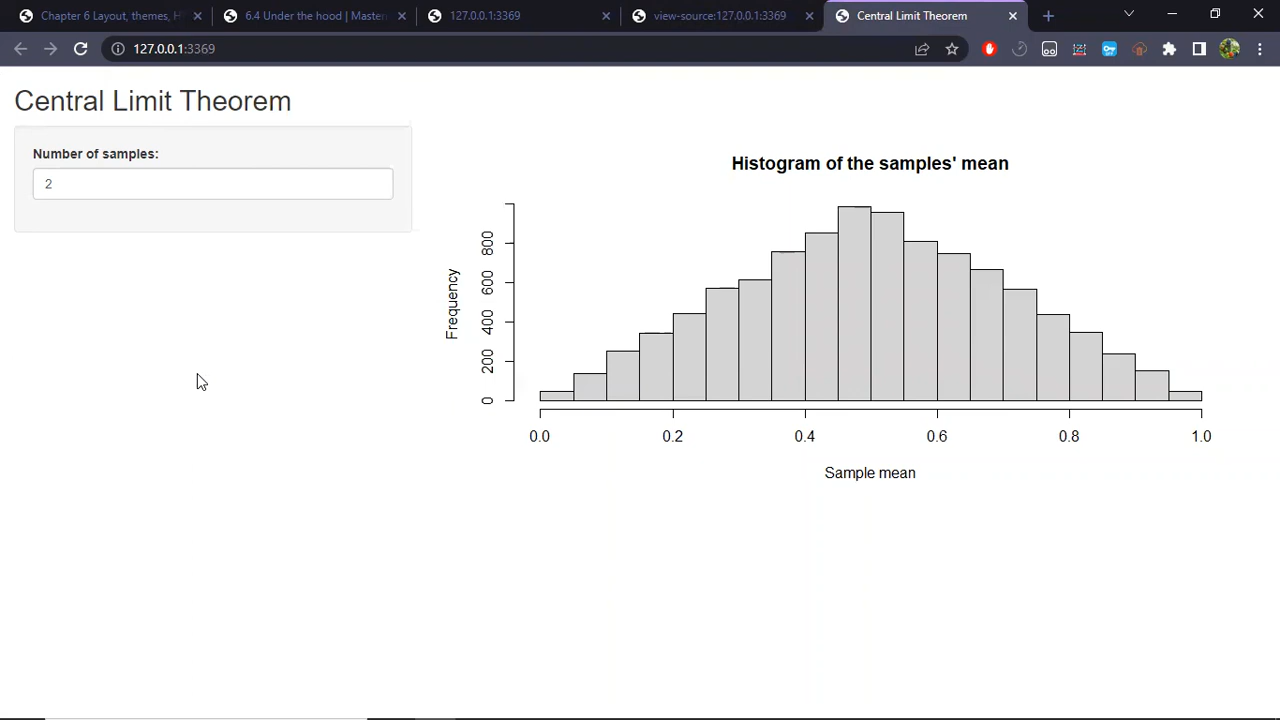 Chapter 6 Layout, themes, H
6.4 Under the hood | Master
127.0.0.1:3369
view-source:127.0.0.1:3369
Central Limit Theorem
127.0.0.1:3369
Central Limit Theorem
Number of samples:
2
Histogram of the samples' mean
Frequency
0
200
400
600
800
0.0
0.2
0.4
0.6
0.8
1.0
Sample mean